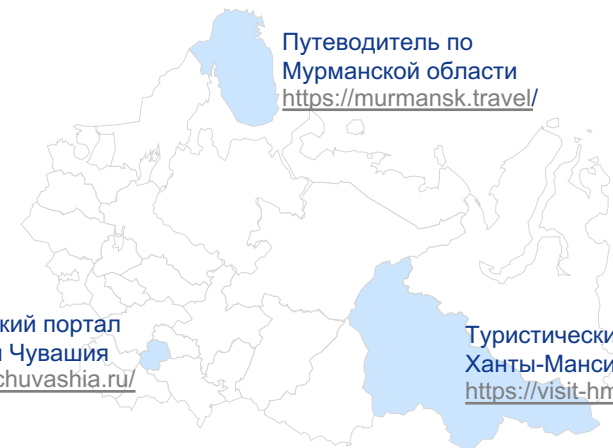 Путеводитель по
Мурманской области
https://murmansk.travel/
кий портал
Чувашия
chuvashia.ru/
Туристически
Ханты-Манси
https://visit-hm